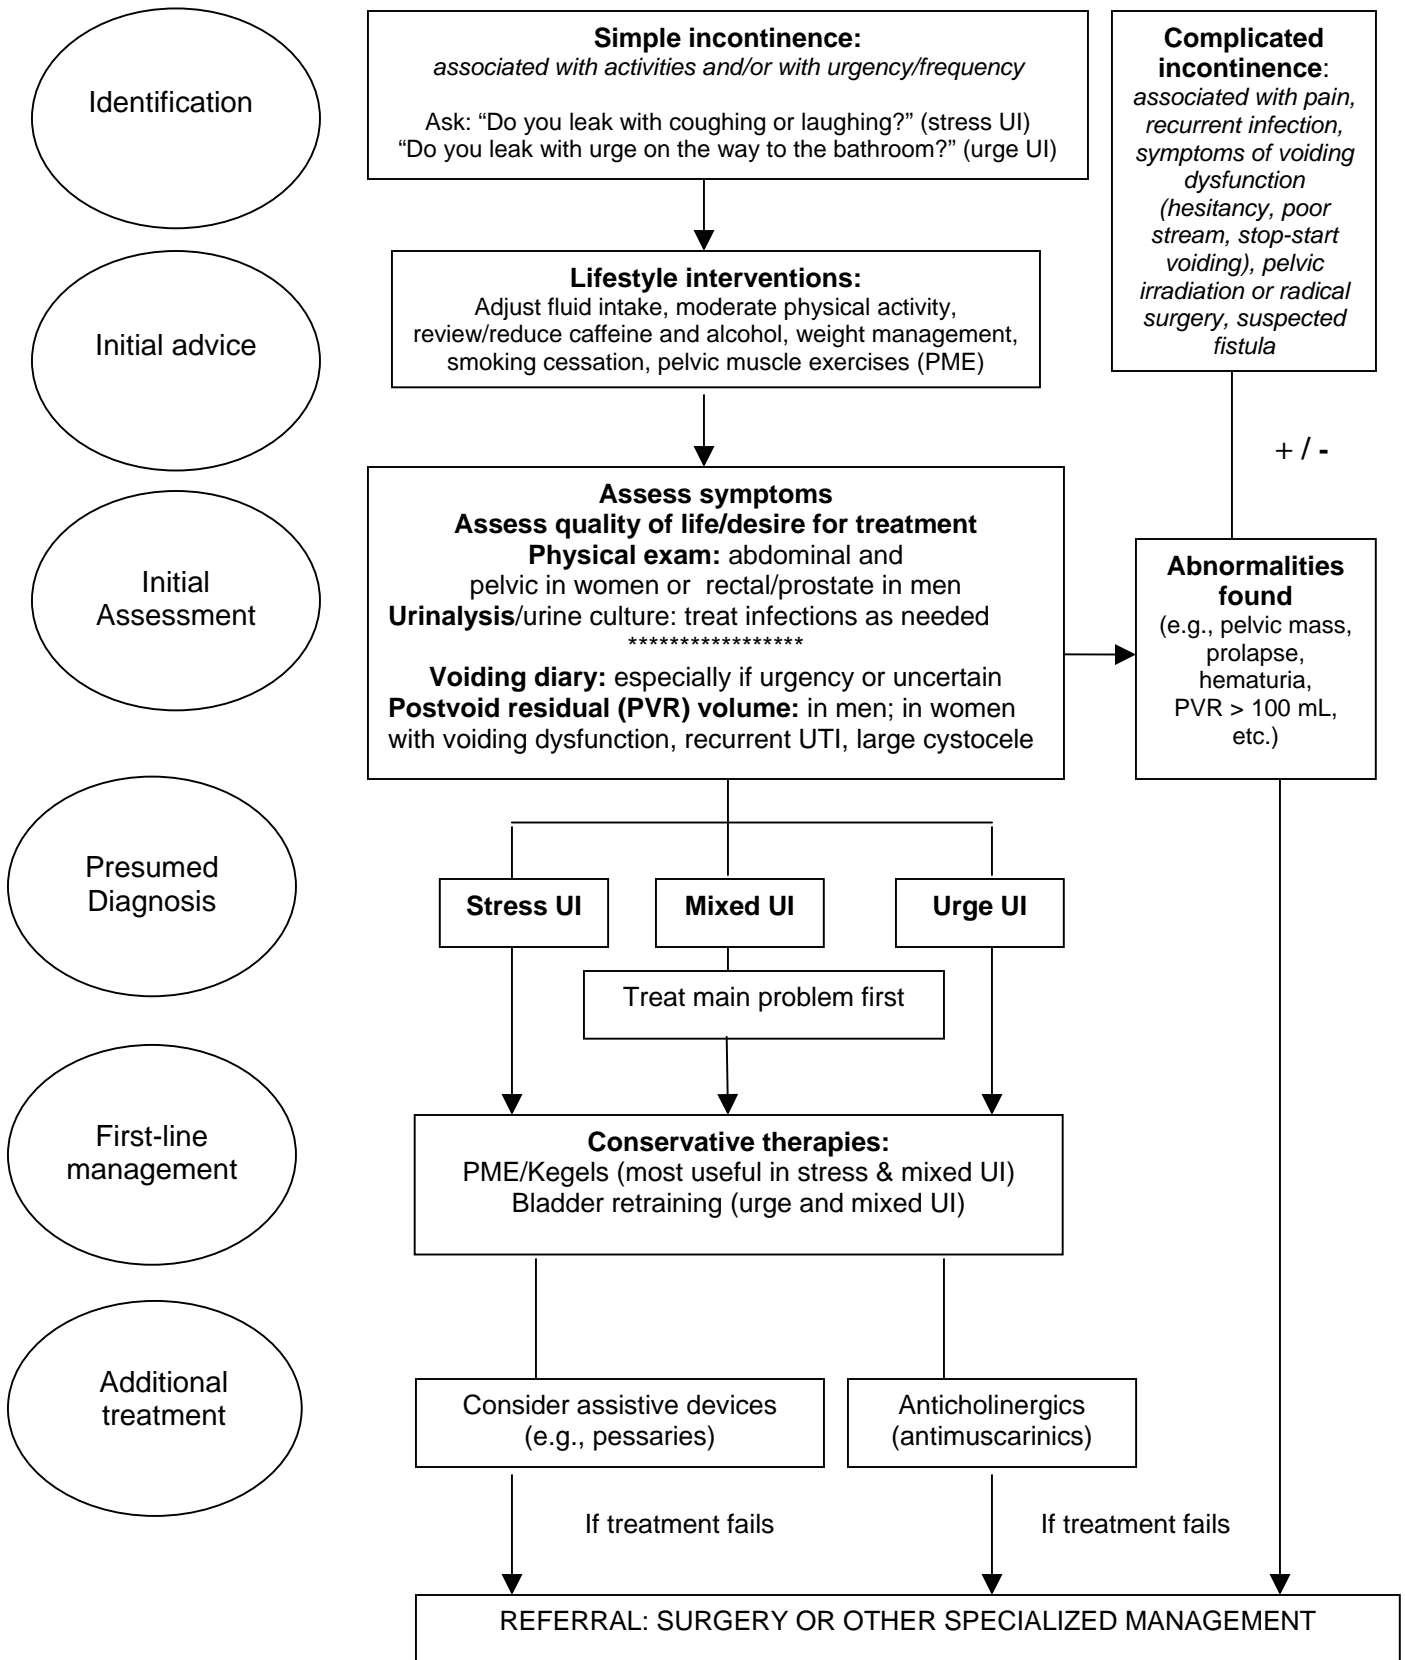 Identification
Simple incontinence:
associated with activities and/or with urgency/frequency
Ask: “Do you leak with coughing or laughing?” (stress UI)
“Do you leak with urge on the way to the bathroom?” (urge UI)
Complicated
incontinence:
associated with pain,
recurrent infection,
symptoms of voiding
dysfunction
(hesitancy, poor
stream, stop-start
voiding), pelvic
irradiation or radical
surgery, suspected
fistula
Initial advice
Lifestyle interventions:
Adjust fluid intake, moderate physical activity,
review/reduce caffeine and alcohol, weight management,
smoking cessation, pelvic muscle exercises (PME)
+ / -
Initial
Assessment
Assess symptoms
Assess quality of life/desire for treatment
Physical exam: abdominal and
pelvic in women or rectal/prostate in men
Urinalysis/urine culture: treat infections as needed
*****************
Voiding diary: especially if urgency or uncertain
Postvoid residual (PVR) volume: in men; in women
with voiding dysfunction, recurrent UTI, large cystocele
Abnormalities
found
(e.g., pelvic mass,
prolapse,
hematuria,
PVR > 100 mL,
etc.)
Presumed
Diagnosis
Stress UI
Mixed UI
Urge UI
Treat main problem first
First-line
management
Conservative therapies:
PME/Kegels (most useful in stress & mixed UI)
Bladder retraining (urge and mixed UI)
Additional
treatment
Consider assistive devices
(e.g., pessaries)
Anticholinergics
(antimuscarinics)
If treatment fails
If treatment fails
REFERRAL: SURGERY OR OTHER SPECIALIZED MANAGEMENT